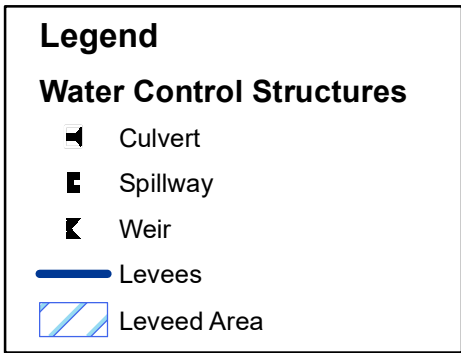 Legend
Water Control Structures
Culvert
Spillway
Weir
Levees
Leveed Area